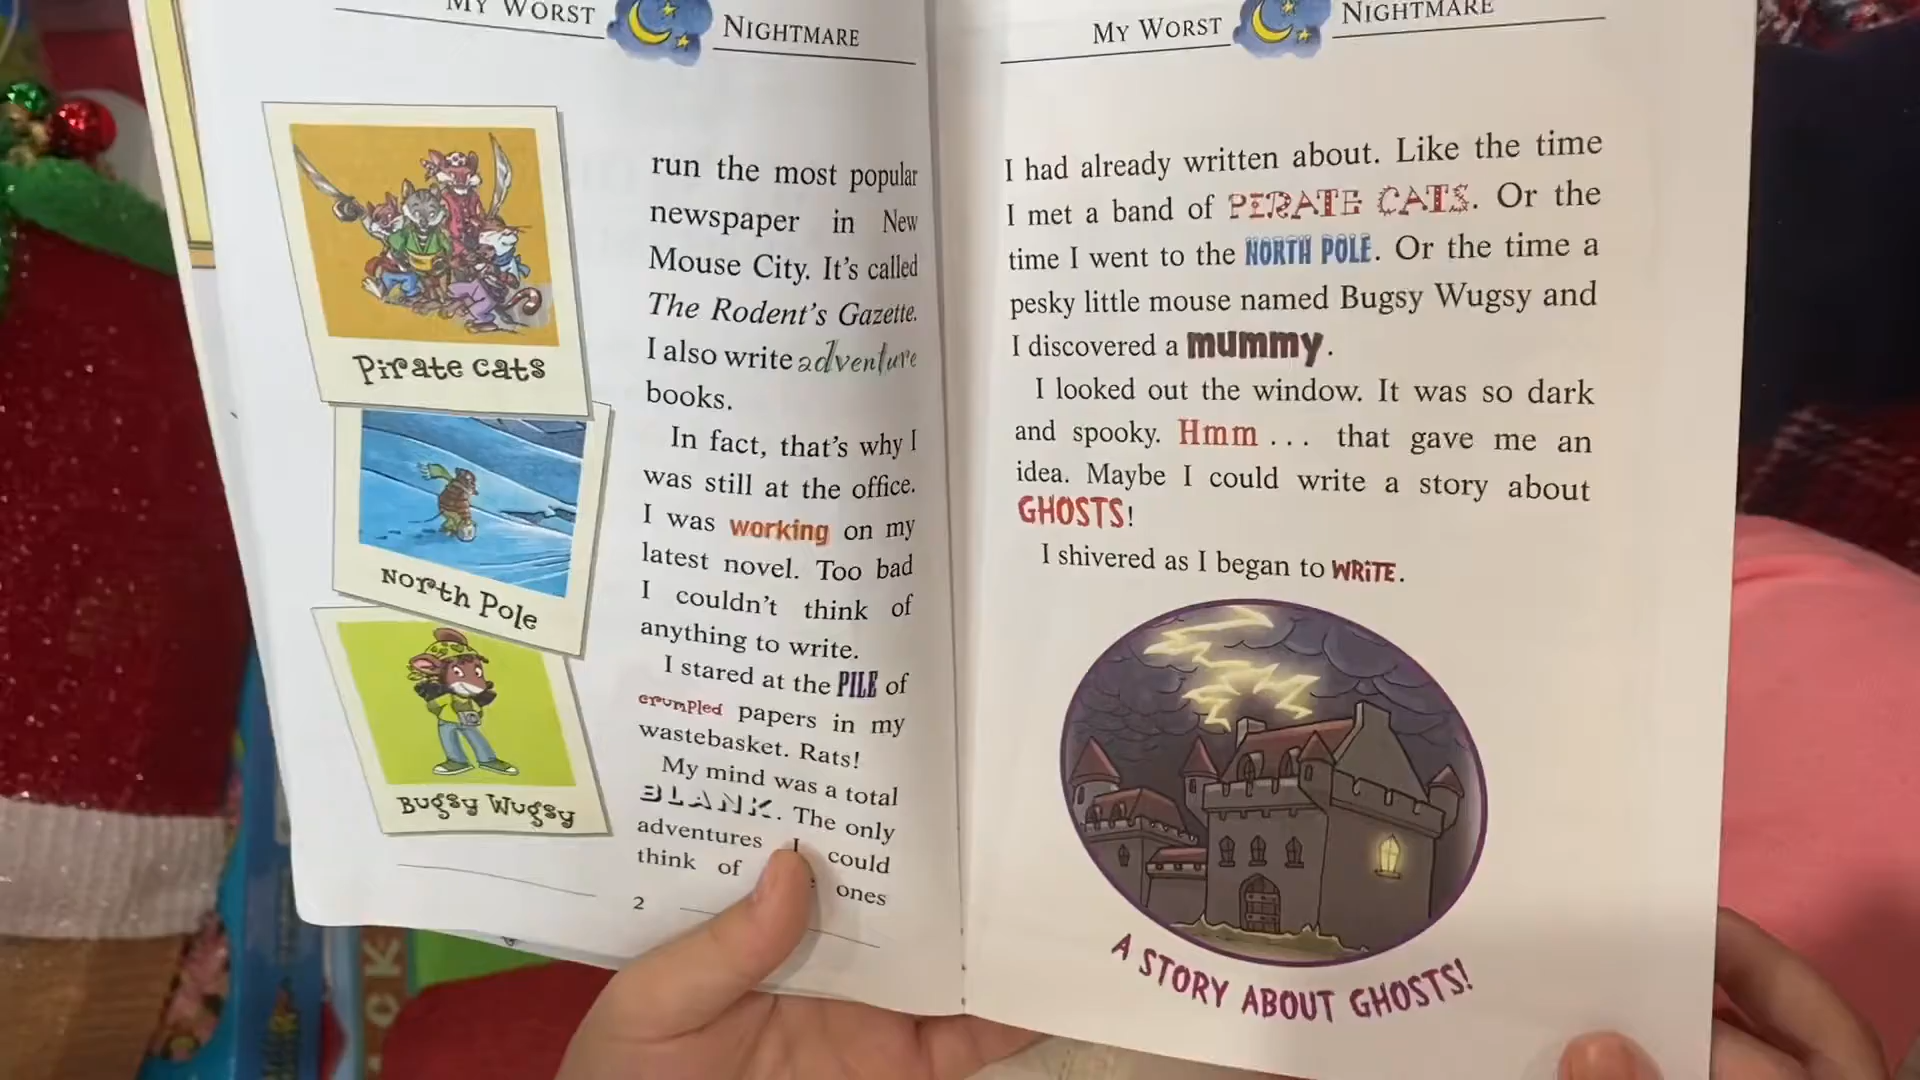 MY WORST NIGHTMARE
Pirate cats
North Pole
Bugsy Wugsy
run the most popular
newspaper in New
Mouse City. It's called
The Rodent's Gazette.
I also write adventure
books.
In fact, that's why I
was still at the office.
I was working on my
latest novel. Too bad
I couldn't think of
anything to write.
I stared at the PILE of
crumpled papers in my
wastebasket. Rats!
My mind was a total
BLANK. The only
adventures I could
think of ones
2
MY WORST NIGHTMARE
I had already written about. Like the time
I met a band of PIRATE CATS. Or the
time I went to the NORTH POLE. Or the time a
pesky little mouse named Bugsy Wugsy and
I discovered a mummy.
I looked out the window. It was so dark
and spooky. Hmm ... that gave me an
idea. Maybe I could write a story about
GHOSTS!
I shivered as I began to WRiTE.
A STORY ABOUT GHOSTS!